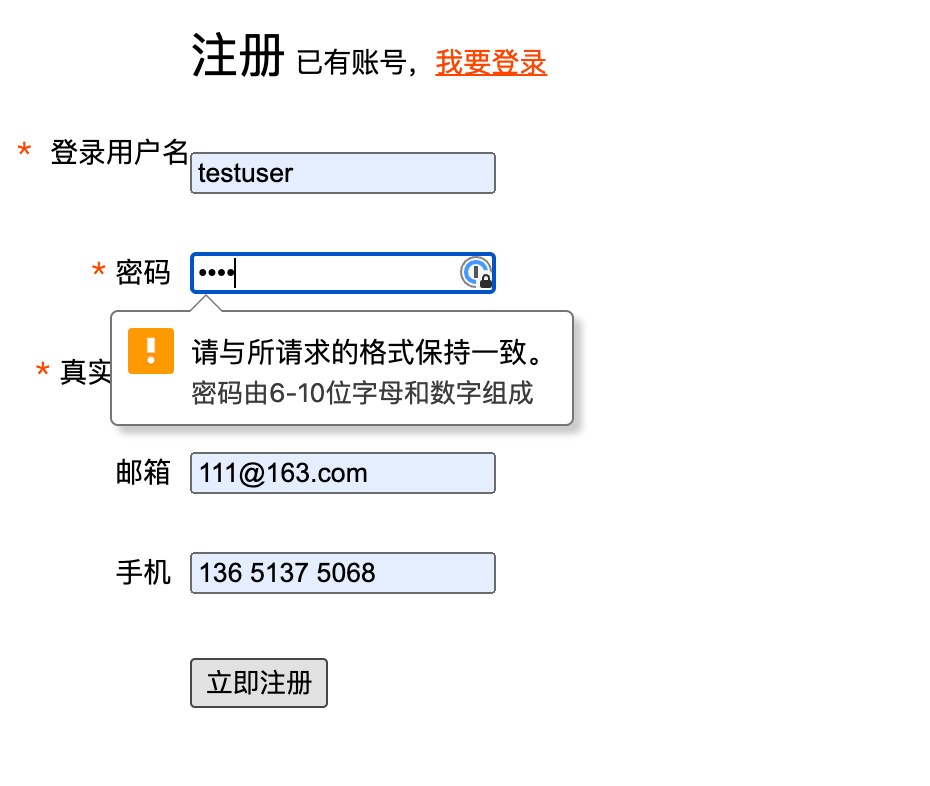 注册 已有账号，我要登录
* 登录用户名
testuser
* 密码
••••
请与所请求的格式保持一致。
密码由6-10位字母和数字组成
* 真实
邮箱
111@163.com
手机
136 5137 5068
立即注册